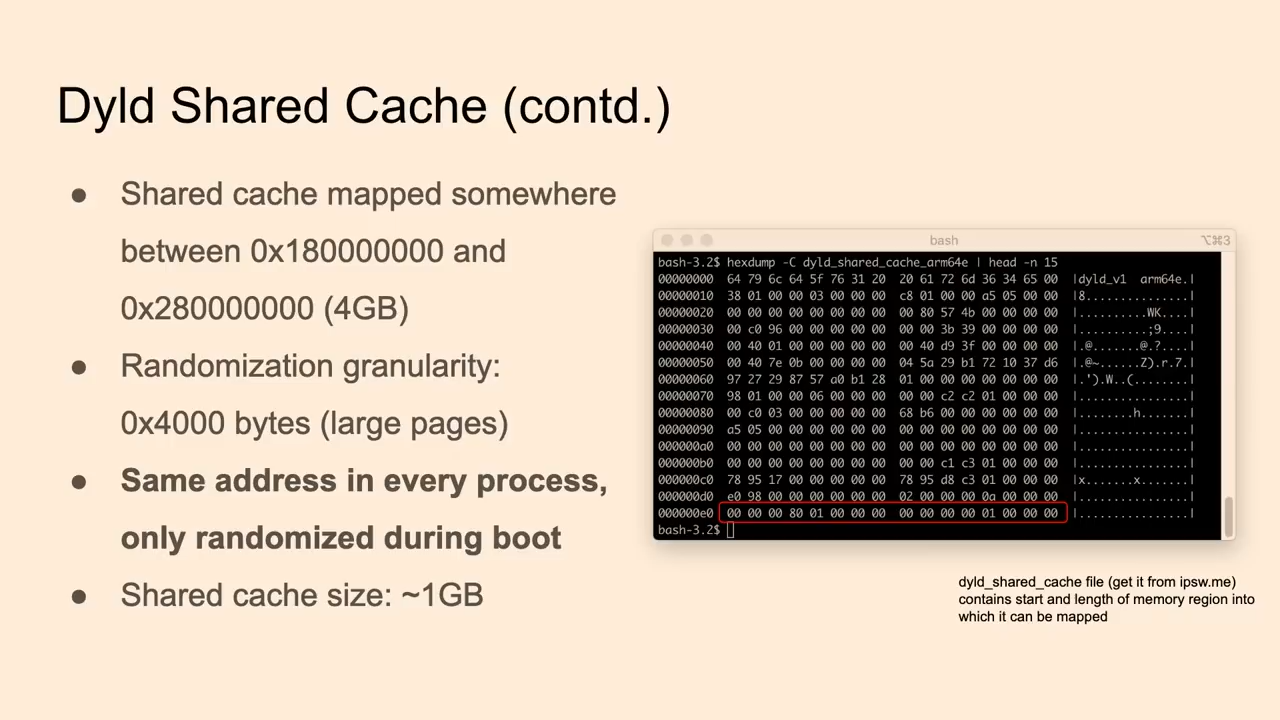 Dyld Shared Cache (contd.)
● Shared cache mapped somewhere
between 0x180000000 and
0x280000000 (4GB)
● Randomization granularity:
0x4000 bytes (large pages)
● Same address in every process,
only randomized during boot
● Shared cache size: ~1GB
bash
⌥⌘3
bash-3.2$ hexdump -C dyld_shared_cache_arm64e | head -n 15
00000000  64 79 6c 64 5f 76 31 20  20 61 72 6d 36 34 65 00  |dyld_v1  arm64e.|
00000010  38 01 00 00 03 00 00 00  c8 01 00 00 a5 05 00 00  |8...............|
00000020  00 00 00 00 00 00 00 00  00 80 57 4b 00 00 00 00  |..........WK....|
00000030  00 c0 96 00 00 00 00 00  00 00 3b 39 00 00 00 00  |..........;9....|
00000040  00 40 01 00 00 00 00 00  00 40 d9 3f 00 00 00 00  |.@.......@.?....|
00000050  00 40 7e 0b 00 00 00 00  04 5a 29 b1 72 10 37 d6  |.@~......Z).r.7.|
00000060  97 27 29 87 57 a0 b1 28  01 00 00 00 00 00 00 00  |.').W..(........|
00000070  98 01 00 00 06 00 00 00  00 00 c2 c2 01 00 00 00  |................|
00000080  00 c0 03 00 00 00 00 00  68 b6 00 00 00 00 00 00  |........h.......|
00000090  a5 05 00 00 00 00 00 00  00 00 00 00 00 00 00 00  |................|
000000a0  00 00 00 00 00 00 00 00  00 00 00 00 00 00 00 00  |................|
000000b0  00 00 00 00 00 00 00 00  00 00 c1 c3 01 00 00 00  |................|
000000c0  78 95 17 00 00 00 00 00  78 95 d8 c3 01 00 00 00  |x.......x.......|
000000d0  e0 98 00 00 00 00 00 00  02 00 00 00 0a 00 00 00  |................|
000000e0  00 00 00 80 01 00 00 00  00 00 00 00 01 00 00 00  |................|
bash-3.2$
dyld_shared_cache file (get it from ipsw.me)
contains start and length of memory region into
which it can be mapped